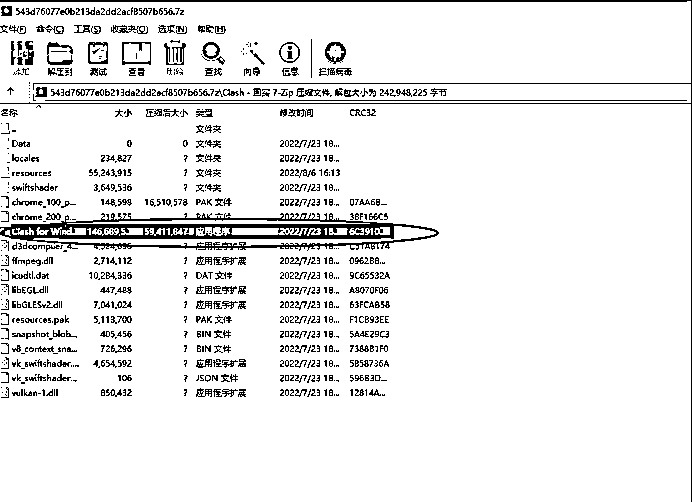 543d76077e0b213da2dd2acf8507b656.7z
文件(F) 命令(C) 工具(S) 收藏夹(O) 选项(N) 帮助(H)
添加 解压到 测试 查看 删除 查找 向导 信息 扫描病毒
543d76077e0b213da2dd2acf8507b656.7z\Clash - 固实 7-Zip 压缩文件, 解包大小为 242,948,225 字节
名称 大小 压缩后大小 类型 修改时间 CRC32
.. 文件夹
Data 0 0 文件夹 2022/7/23 18...
locales 234,827 ? 文件夹 2022/7/23 18...
resources 55,243,915 ? 文件夹 2022/8/6 16:13
swiftshader 3,649,536 ? 文件夹 2022/7/23 18...
chrome_100_p... 148,598 16,510,578 PAK 文件 2022/7/23 18... 07AA6B...
chrome_200_p... 219,575 ? PAK 文件 2022/7/23 18... 38F166C5
Clash for Wind... 59,411,847 应用程序 2022/7/23 18... 6C3910...
? 应用程序扩展 2022/7/23 18...
ffmpeg.dll 2,714,112 ? 应用程序扩展 2022/7/23 18... 096288...
icudtl.dat 10,284,336 ? DAT 文件 2022/7/23 18... 9C65532A
libEGL.dll 447,488 ? 应用程序扩展 2022/7/23 18... A8070F06
libGLESv2.dll 7,041,024 ? 应用程序扩展 2022/7/23 18... 63FCAB58
resources.pak 5,113,700 ? PAK 文件 2022/7/23 18... F1CB93EE
snapshot_blob... 405,456 ? BIN 文件 2022/7/23 18... 5A4E29C3
v8_context_sna... 726,296 ? BIN 文件 2022/7/23 18... 7388B1F0
vk_swiftshader.... 4,654,592 ? 应用程序扩展 2022/7/23 18... 5B58736A
vk_swiftshader... 106 ? JSON 文件 2022/7/23 18... 596B3D...
vulkan-1.dll 850,432 ? 应用程序扩展 2022/7/23 18... 12814A...